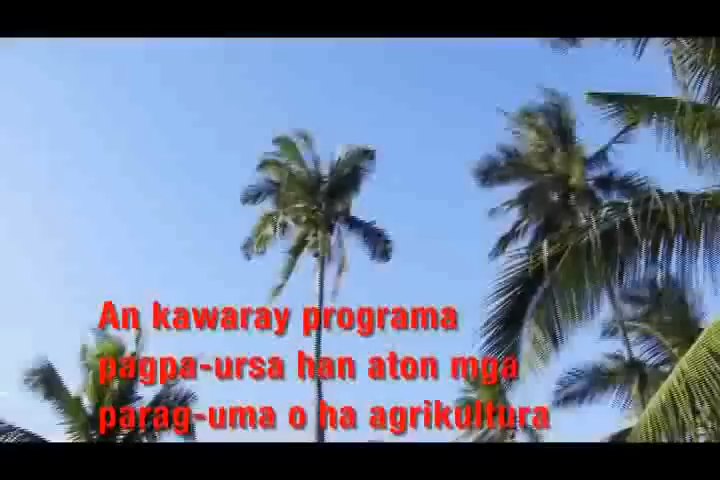 An kawaray programa
pagpa-ursa han aton mga
parag-uma o ha agrikultura